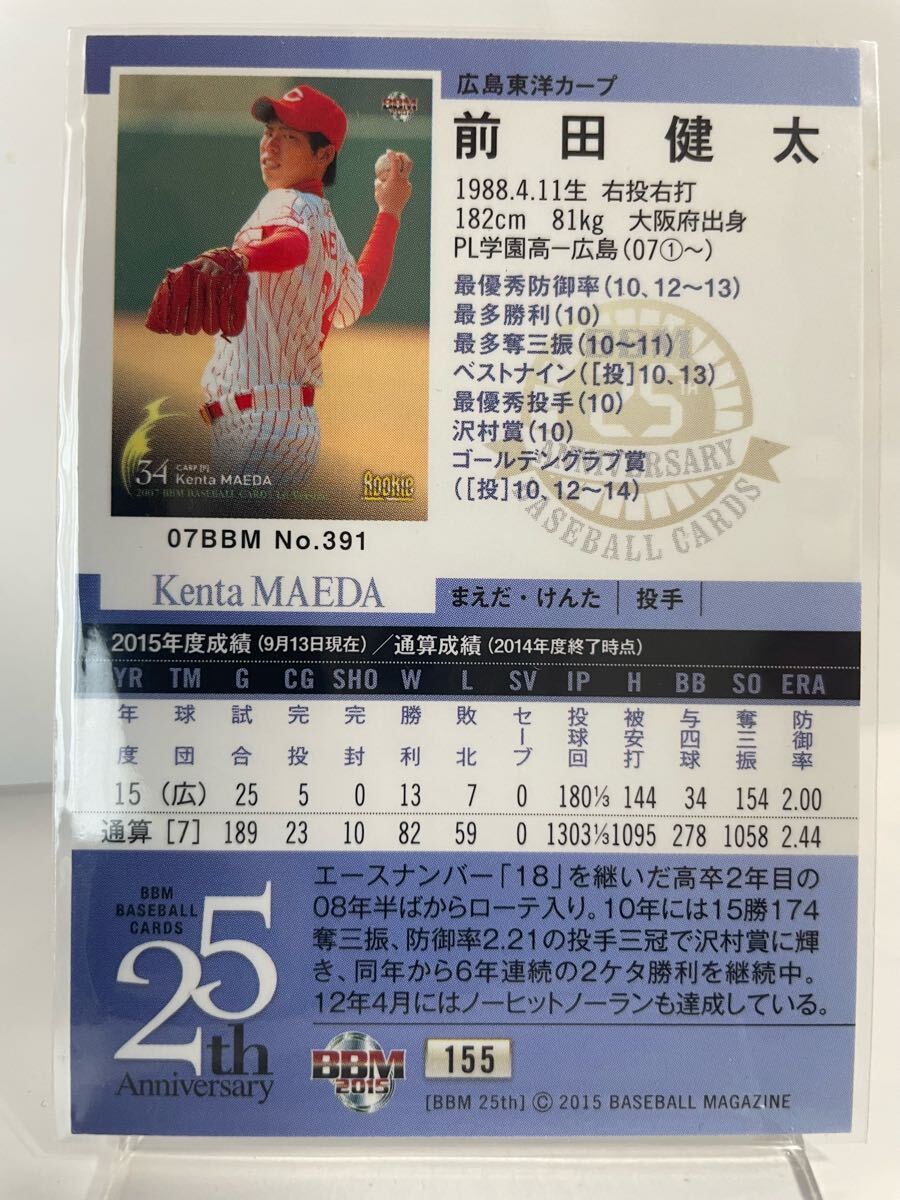 広島東洋カープ
前田健太
1988.4.11生 右投右打
182cm 81kg 大阪府出身
PL学園高ー広島(07①〜)
最優秀防御率(10、12〜13)
最多勝利(10)
最多奪三振(10〜11)
ベストナイン([投]10、13)
最優秀投手(10)
沢村賞(10)
ゴールデングラブ賞
([投]10、12〜14)
BBM
25TH
ANNIVERSARY
BASEBALL CARDS
BBM
34 CARP [P]
Kenta MAEDA
2007 BBM BASEBALL CARD
Rookie
07BBM No.391
Kenta MAEDA
まえだ・けんた | 投手 |
2015年度成績(9月13日現在)/通算成績(2014年度終了時点)
YR TM G CG SHO W L SV IP H BB SO ERA
年度 球団 試合 完投 完封 勝利 敗北 セーブ 投球回 被安打 与四球 奪三振 防御率
15 (広) 25 5 0 13 7 0 180⅓ 144 34 154 2.00
通算 [7] 189 23 10 82 59 0 1303⅓ 1095 278 1058 2.44
BBM
BASEBALL
CARDS
25th
Anniversary
エースナンバー「18」を継いだ高卒2年目の
08年半ばからローテ入り。10年には15勝174
奪三振、防御率2.21の投手三冠で沢村賞に輝
き、同年から6年連続の2ケタ勝利を継続中。
12年4月にはノーヒットノーランも達成している。
BBM
2015
155
[BBM 25th] © 2015 BASEBALL MAGAZINE